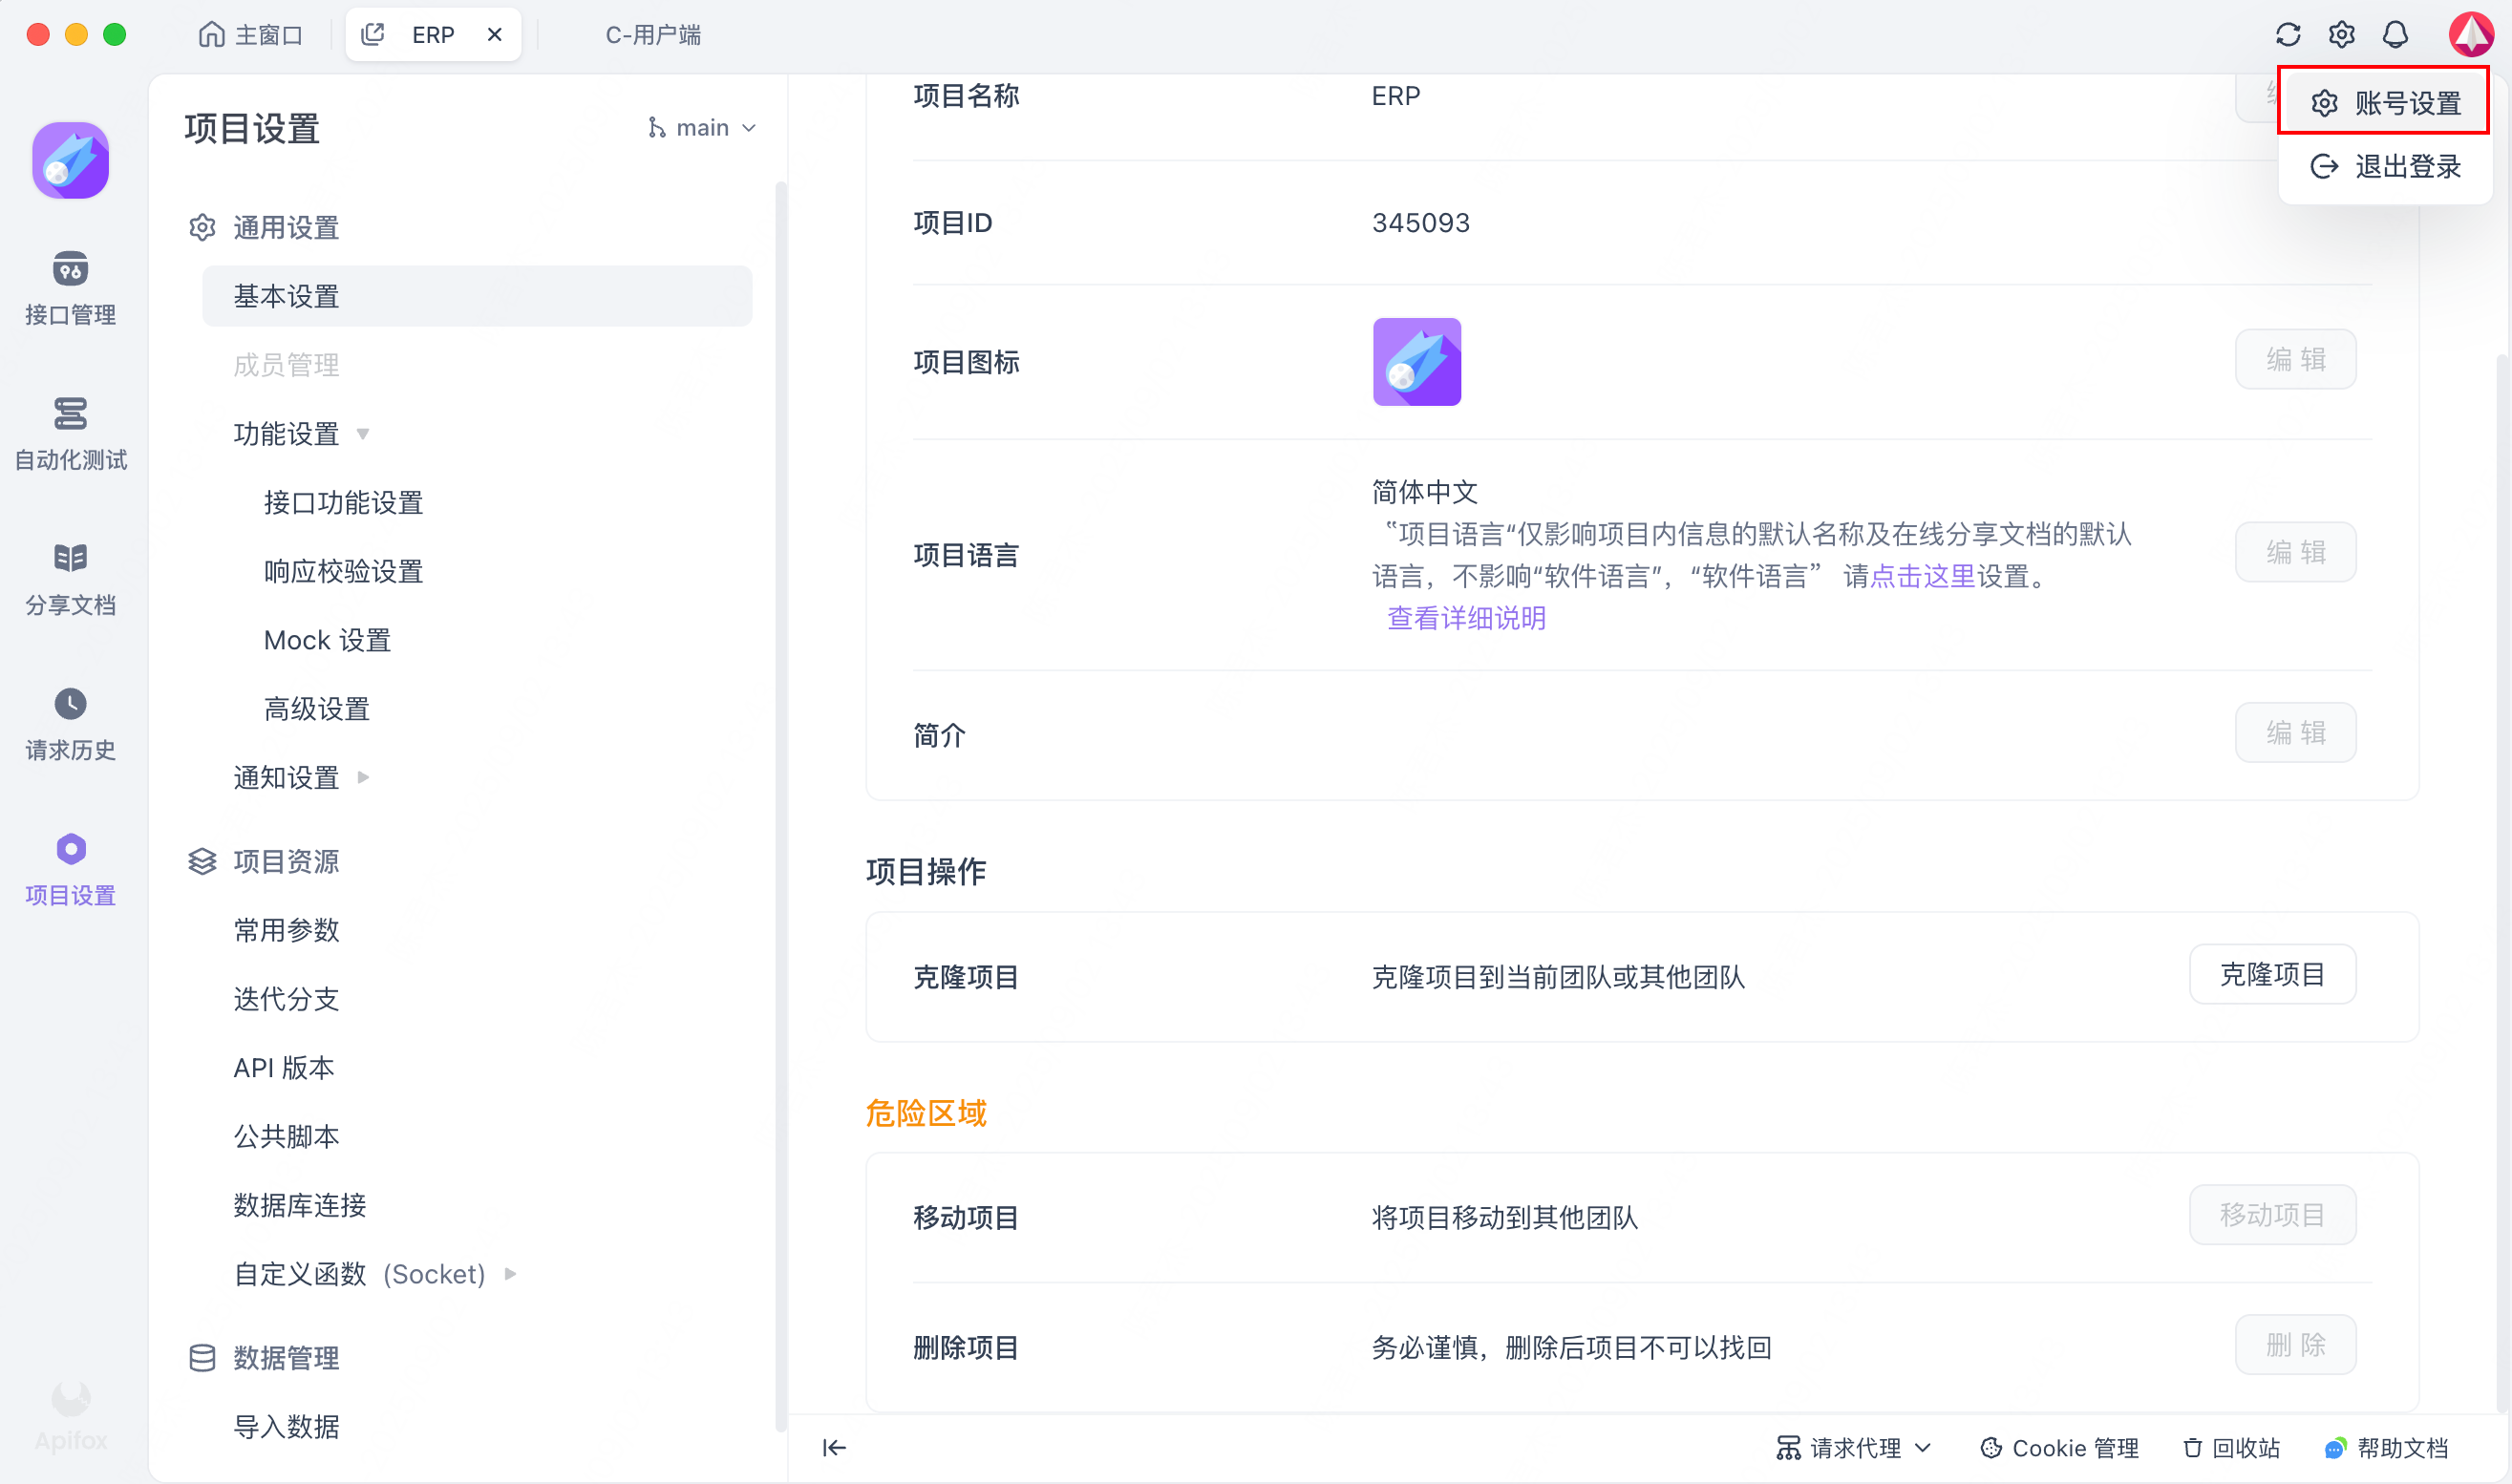 主窗口
ERP
C-用户端
账号设置
退出登录
接口管理
自动化测试
分享文档
请求历史
项目设置
Apifox
项目设置
main
通用设置
基本设置
成员管理
功能设置
接口功能设置
响应校验设置
Mock 设置
高级设置
通知设置
项目资源
常用参数
迭代分支
API 版本
公共脚本
数据库连接
自定义函数 (Socket)
数据管理
导入数据
项目名称
ERP
项目ID
345093
项目图标
编 辑
项目语言
简体中文
“项目语言“仅影响项目内信息的默认名称及在线分享文档的默认
语言，不影响“软件语言”，“软件语言” 请点击这里设置。
查看详细说明
编 辑
简介
编 辑
项目操作
克隆项目
克隆项目到当前团队或其他团队
克隆项目
危险区域
移动项目
将项目移动到其他团队
移动项目
删除项目
务必谨慎，删除后项目不可以找回
删 除
请求代理
Cookie 管理
回收站
帮助文档